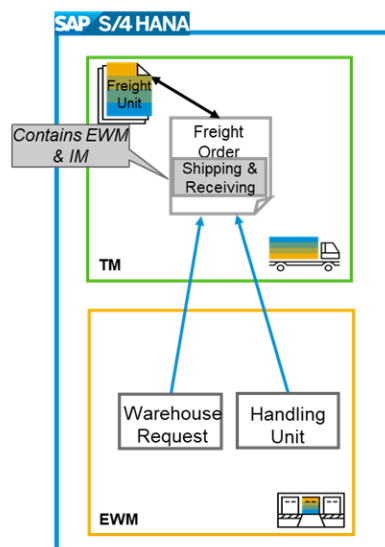 SAP S/4 HANA
Freight
Unit
Contains EWM
& IM
Freight
Order
Shipping &
Receiving
TM
Warehouse
Request
Handling
Unit
EWM